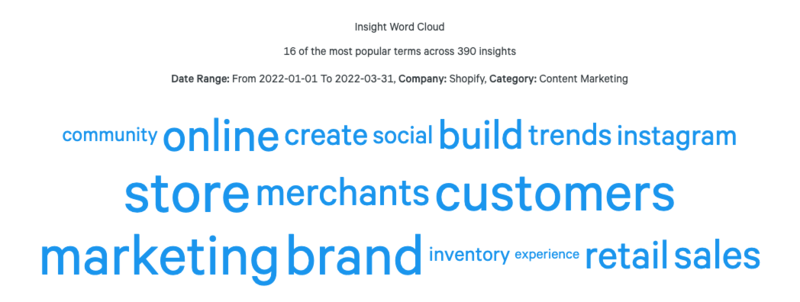 Insight Word Cloud
16 of the most popular terms across 390 insights
Date Range: From 2022-01-01 To 2022-03-31, Company: Shopify, Category: Content Marketing
community online create social build trends instagram
store merchants customers
marketing brand inventory experience retail sales